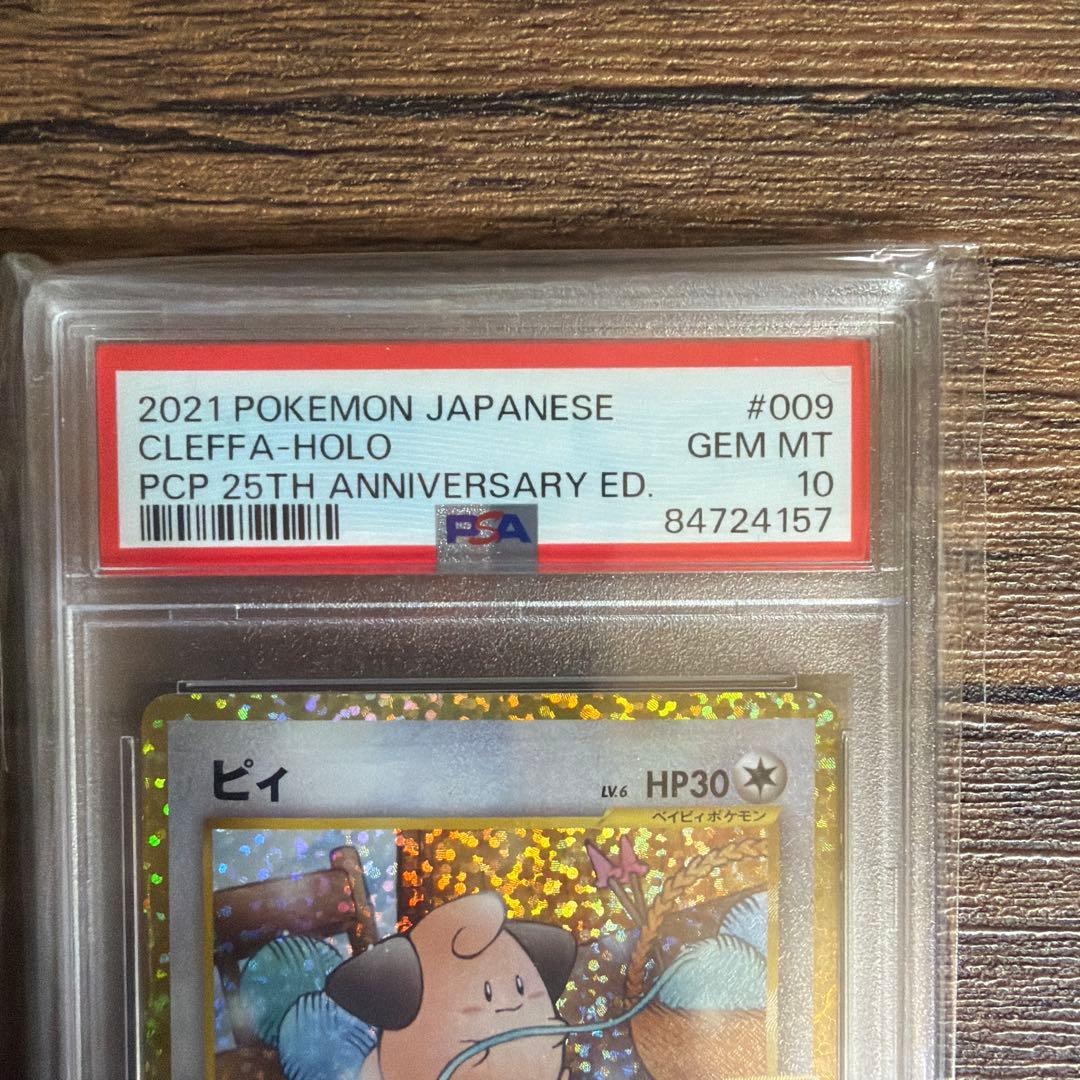 2021 POKEMON JAPANESE #009
CLEFFA-HOLO GEM MT
PCP 25TH ANNIVERSARY ED. 10
PSA 84724157
ピィ LV.6 HP30
ベイビィポケモン